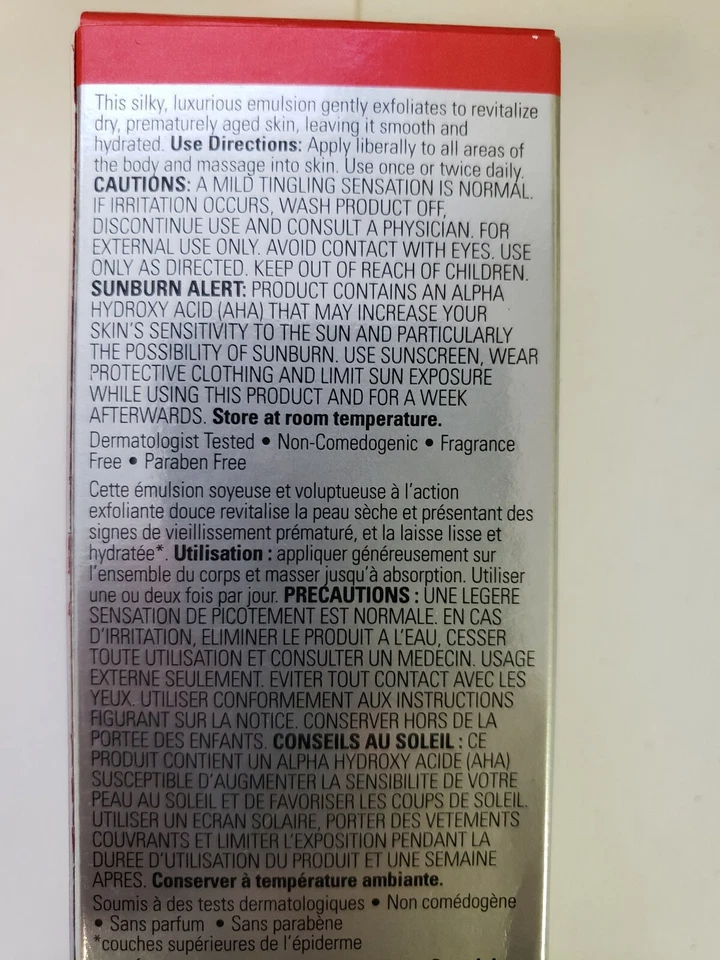 This silky, luxurious emulsion gently exfoliates to revitalize
dry, prematurely aged skin, leaving it smooth and
hydrated. Use Directions: Apply liberally to all areas of
the body and massage into skin. Use once or twice daily.
CAUTIONS: A MILD TINGLING SENSATION IS NORMAL.
IF IRRITATION OCCURS, WASH PRODUCT OFF,
DISCONTINUE USE AND CONSULT A PHYSICIAN. FOR
EXTERNAL USE ONLY. AVOID CONTACT WITH EYES. USE
ONLY AS DIRECTED. KEEP OUT OF REACH OF CHILDREN.
SUNBURN ALERT: PRODUCT CONTAINS AN ALPHA
HYDROXY ACID (AHA) THAT MAY INCREASE YOUR
SKIN'S SENSITIVITY TO THE SUN AND PARTICULARLY
THE POSSIBILITY OF SUNBURN. USE SUNSCREEN, WEAR
PROTECTIVE CLOTHING AND LIMIT SUN EXPOSURE
WHILE USING THIS PRODUCT AND FOR A WEEK
AFTERWARDS. Store at room temperature.
Dermatologist Tested • Non-Comedogenic • Fragrance
Free • Paraben Free
Cette émulsion soyeuse et voluptueuse à l'action
exfoliante douce revitalise la peau sèche et présentant des
signes de vieillissement prématuré, et la laisse lisse et
hydratée*. Utilisation : appliquer généreusement sur
l'ensemble du corps et masser jusqu'à absorption. Utiliser
une ou deux fois par jour. PRECAUTIONS : UNE LEGERE
SENSATION DE PICOTEMENT EST NORMALE. EN CAS
D'IRRITATION, ELIMINER LE PRODUIT A L'EAU, CESSER
TOUTE UTILISATION ET CONSULTER UN MEDECIN. USAGE
EXTERNE SEULEMENT. EVITER TOUT CONTACT AVEC LES
YEUX. UTILISER CONFORMEMENT AUX INSTRUCTIONS
FIGURANT SUR LA NOTICE. CONSERVER HORS DE LA
PORTEE DES ENFANTS. CONSEILS AU SOLEIL : CE
PRODUIT CONTIENT UN ALPHA HYDROXY ACIDE (AHA)
SUSCEPTIBLE D'AUGMENTER LA SENSIBILITE DE VOTRE
PEAU AU SOLEIL ET DE FAVORISER LES COUPS DE SOLEIL.
UTILISER UN ECRAN SOLAIRE, PORTER DES VETEMENTS
COUVRANTS ET LIMITER L'EXPOSITION PENDANT LA
DUREE D'UTILISATION DU PRODUIT ET UNE SEMAINE
APRES. Conserver à température ambiante.
Soumis à des tests dermatologiques • Non comédogène
• Sans parfum • Sans parabène
*couches supérieures de l'épiderme